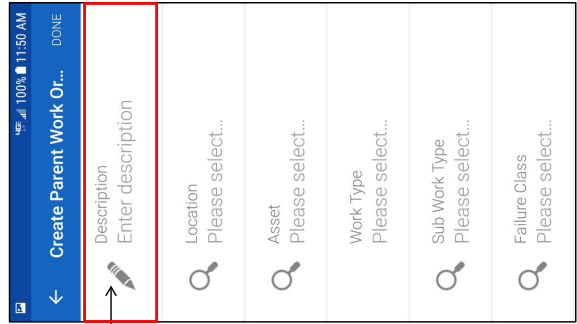 4GE 100% 11:50 AM
Create Parent Work Or... DONE
Description
Enter description
Location
Please select...
Asset
Please select...
Work Type
Please select...
Sub Work Type
Please select...
Failure Class
Please select...